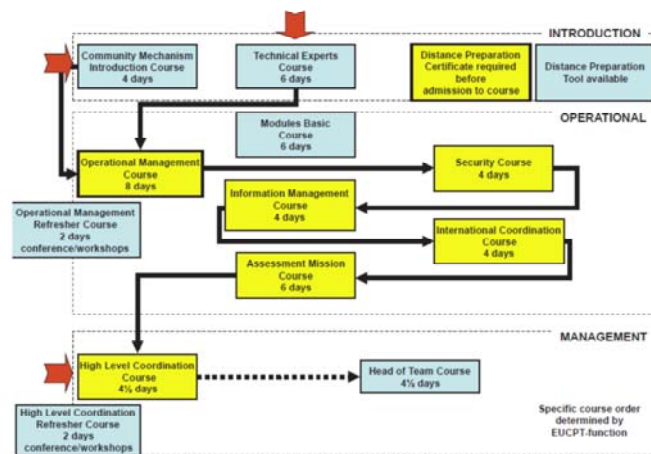 INTRODUCTION
Community Mechanism
Introduction Course
4 days
Technical Experts
Course
6 days
Distance Preparation
Certificate required
before
admission to course
Distance Preparation
Tool available
OPERATIONAL
Modules Basic
Course
6 days
Operational Management
Course
8 days
Security Course
4 days
Information Management
Course
4 days
Operational Management
Refresher Course
2 days
conference/workshops
International Coordination
Course
4 days
Assessment Mission
Course
6 days
MANAGEMENT
High Level Coordination
Course
4½ days
Head of Team Course
4½ days
High Level Coordination
Refresher Course
2 days
conference/workshops
Specific course order
determined by
EUCPT-function